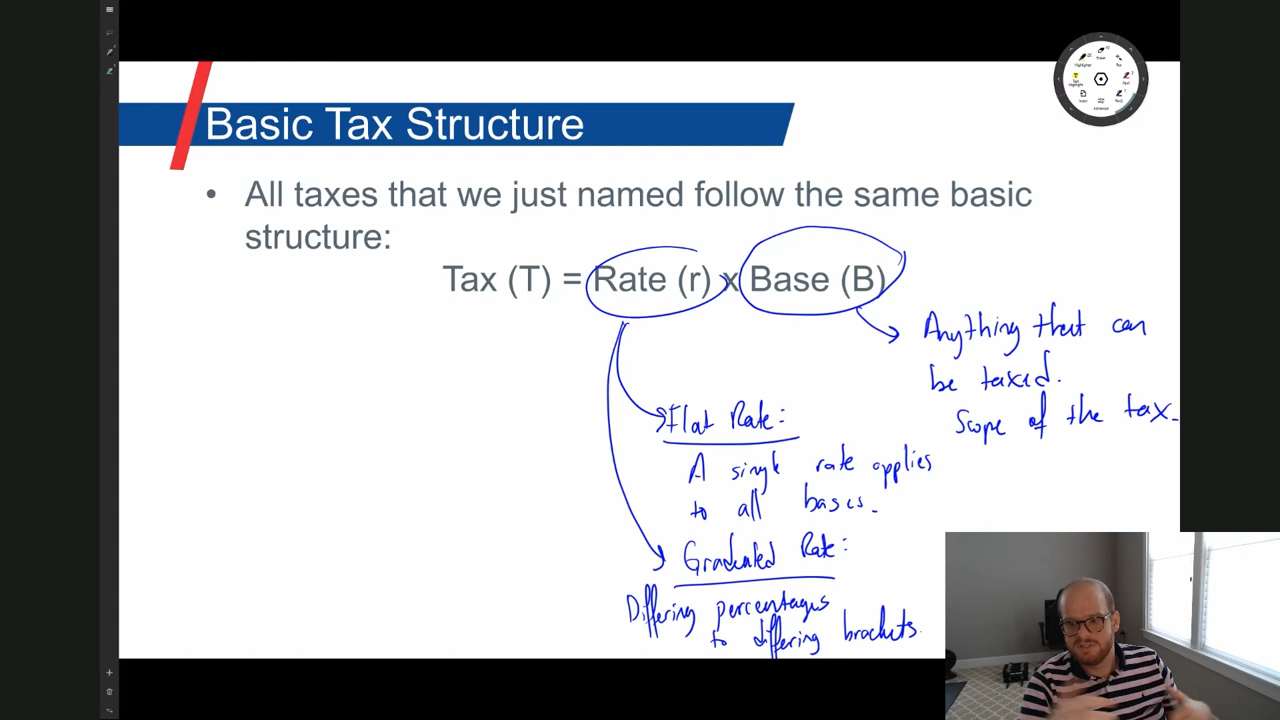 Basic Tax Structure
• All taxes that we just named follow the same basic
structure:
Tax (T) = Rate (r) x Base (B)
Anything that can
be taxed.
Scope of the tax.
Flat Rate:
A single rate applies
to all bases.
Graduated Rate:
Differing percentages
to differing brackets.